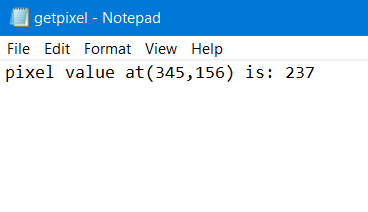 getpixel - Notepad
File Edit Format View Help
pixel value at(345,156) is: 237